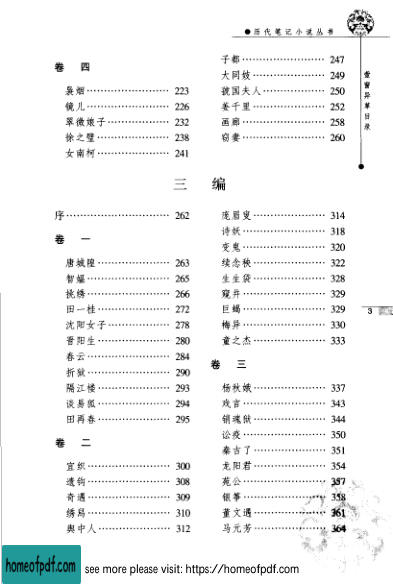 ●历代笔记小说丛书
萤窗异草目录
卷 四
袅烟…………………… 223
镜儿…………………… 226
翠微娘子……………… 232
徐之璧………………… 238
女南柯………………… 241
子都…………………… 247
大同妓………………… 249
虢国夫人……………… 250
姜千里………………… 252
画廊…………………… 258
窃妻…………………… 260
三 编
序……………………… 262
卷 一
唐城隍………………… 263
智媪…………………… 265
挑绣…………………… 266
田一桂………………… 272
沈阳女子……………… 278
晋阳生………………… 280
春云…………………… 284
折狱…………………… 290
隔江楼………………… 293
谈易狐………………… 294
田再春………………… 295
卷 二
宜织…………………… 300
遗钩…………………… 308
奇遇…………………… 309
绣舄…………………… 310
舆中人………………… 312
庞眉叟………………… 314
诗妖…………………… 318
变鬼…………………… 320
续念秧………………… 322
生生袋………………… 328
窥井…………………… 329
巨蝎…………………… 329
梅异…………………… 330
童之杰………………… 333
卷 三
杨秋娥………………… 337
戏言…………………… 343
销魂狱………………… 344
讼疫…………………… 350
秦吉了………………… 351
龙阳君………………… 354
苑公…………………… 357
银筝…………………… 358
董文遇………………… 361
马元芳………………… 364
3
homeofpdf.com
see more please visit: https://homeofpdf.com